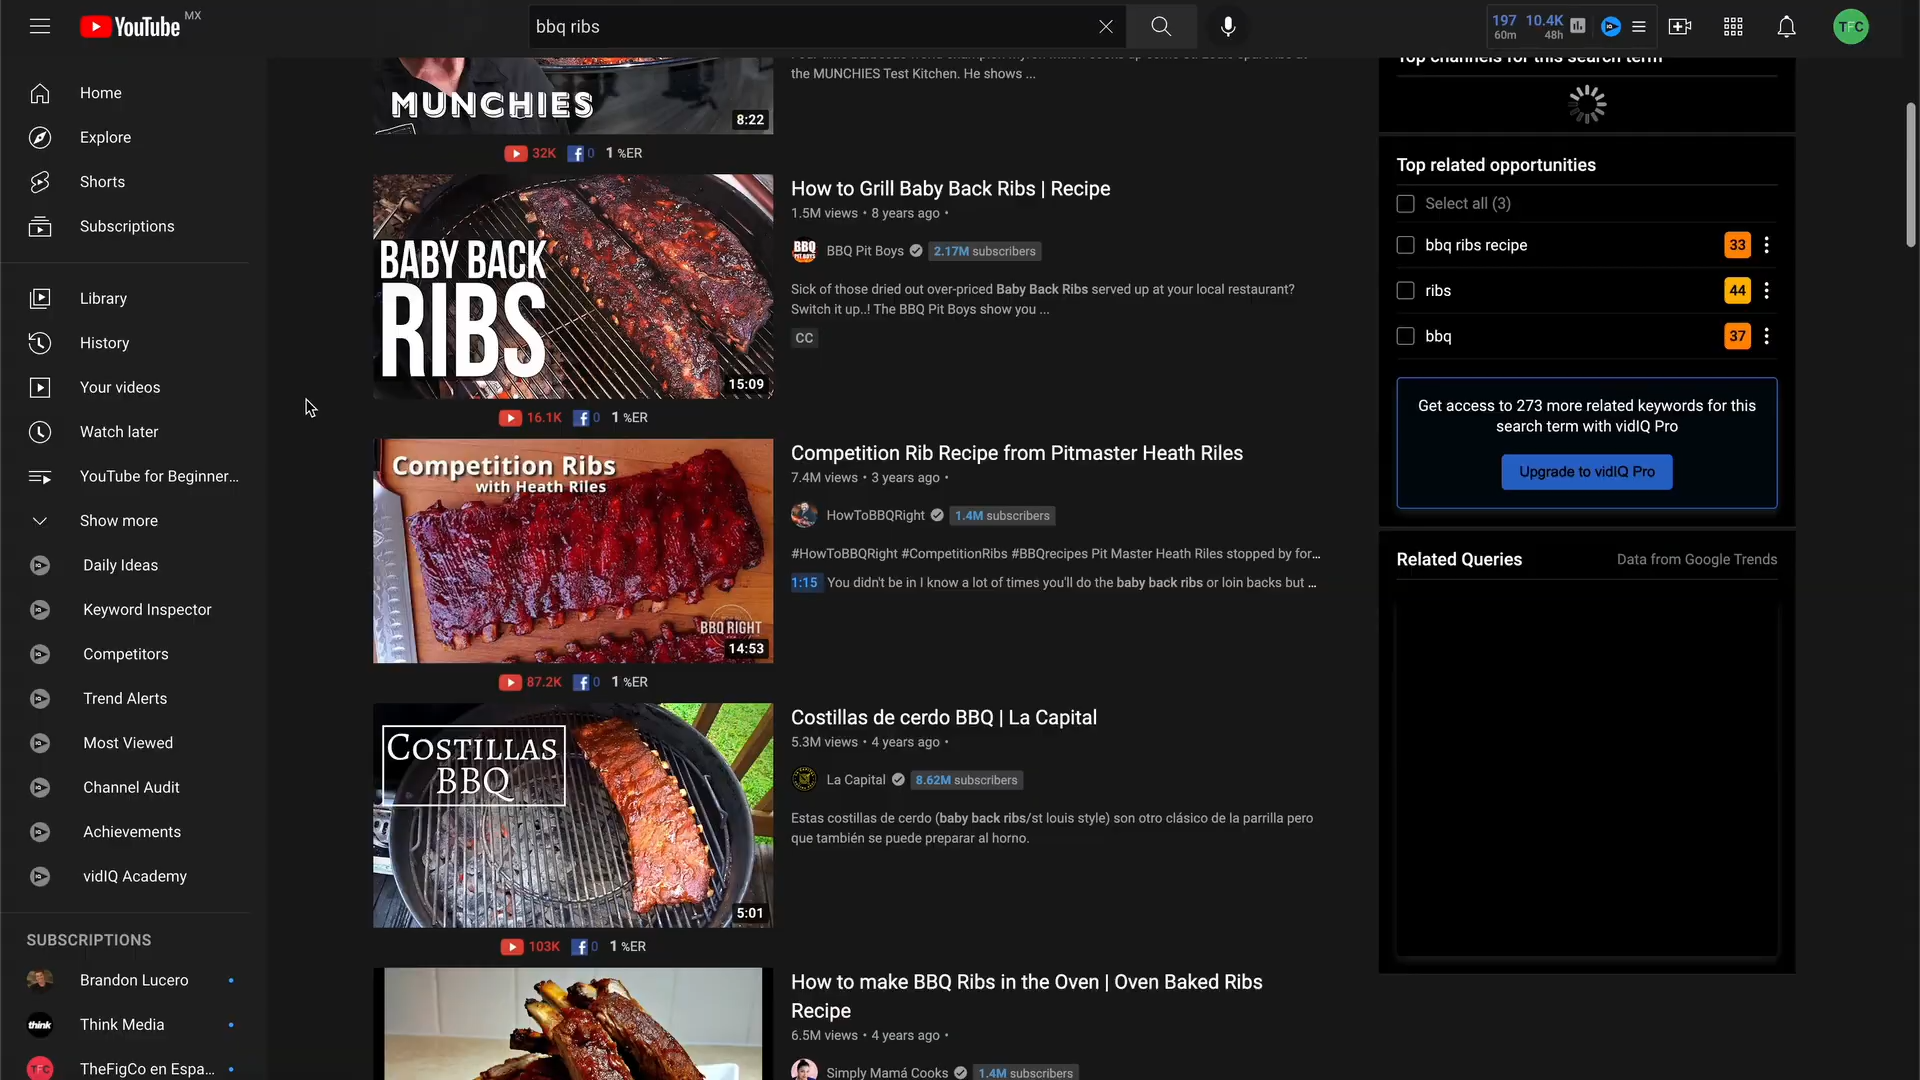 YouTube MX
bbq ribs
197 10.4K
60m 48h
TFC
Home
Explore
Shorts
Subscriptions
Library
History
Your videos
Watch later
YouTube for Beginner...
Show more
Daily Ideas
Keyword Inspector
Competitors
Trend Alerts
Most Viewed
Channel Audit
Achievements
vidIQ Academy
SUBSCRIPTIONS
Brandon Lucero
think
Think Media
TFC
TheFigCo en Espa...
the MUNCHIES Test Kitchen. He shows ...
MUNCHIES
8:22
32K 0 1 %ER
BABY BACK
RIBS
15:09
How to Grill Baby Back Ribs | Recipe
1.5M views • 8 years ago •
BBQ
PIT BOYS
BBQ Pit Boys 2.17M subscribers
Sick of those dried out over-priced Baby Back Ribs served up at your local restaurant?
Switch it up..! The BBQ Pit Boys show you ...
CC
16.1K 0 1 %ER
Competition Ribs
with Heath Riles
BBQ RIGHT
14:53
Competition Rib Recipe from Pitmaster Heath Riles
7.4M views • 3 years ago •
HowToBBQRight 1.4M subscribers
#HowToBBQRight #CompetitionRibs #BBQrecipes Pit Master Heath Riles stopped by for...
1:15 You didn't be in I know a lot of times you'll do the baby back ribs or loin backs but ...
87.2K 0 1 %ER
COSTILLAS
BBQ
5:01
Costillas de cerdo BBQ | La Capital
5.3M views • 4 years ago •
La Capital 8.62M subscribers
Estas costillas de cerdo (baby back ribs/st louis style) son otro clásico de la parrilla pero
que también se puede preparar al horno.
103K 0 1 %ER
How to make BBQ Ribs in the Oven | Oven Baked Ribs
Recipe
6.5M views • 4 years ago •
Simply Mamá Cooks 1.4M subscribers
Top channels for this search term
Top related opportunities
Select all (3)
bbq ribs recipe 33
ribs 44
bbq 37
Get access to 273 more related keywords for this
search term with vidIQ Pro
Upgrade to vidIQ Pro
Related Queries Data from Google Trends